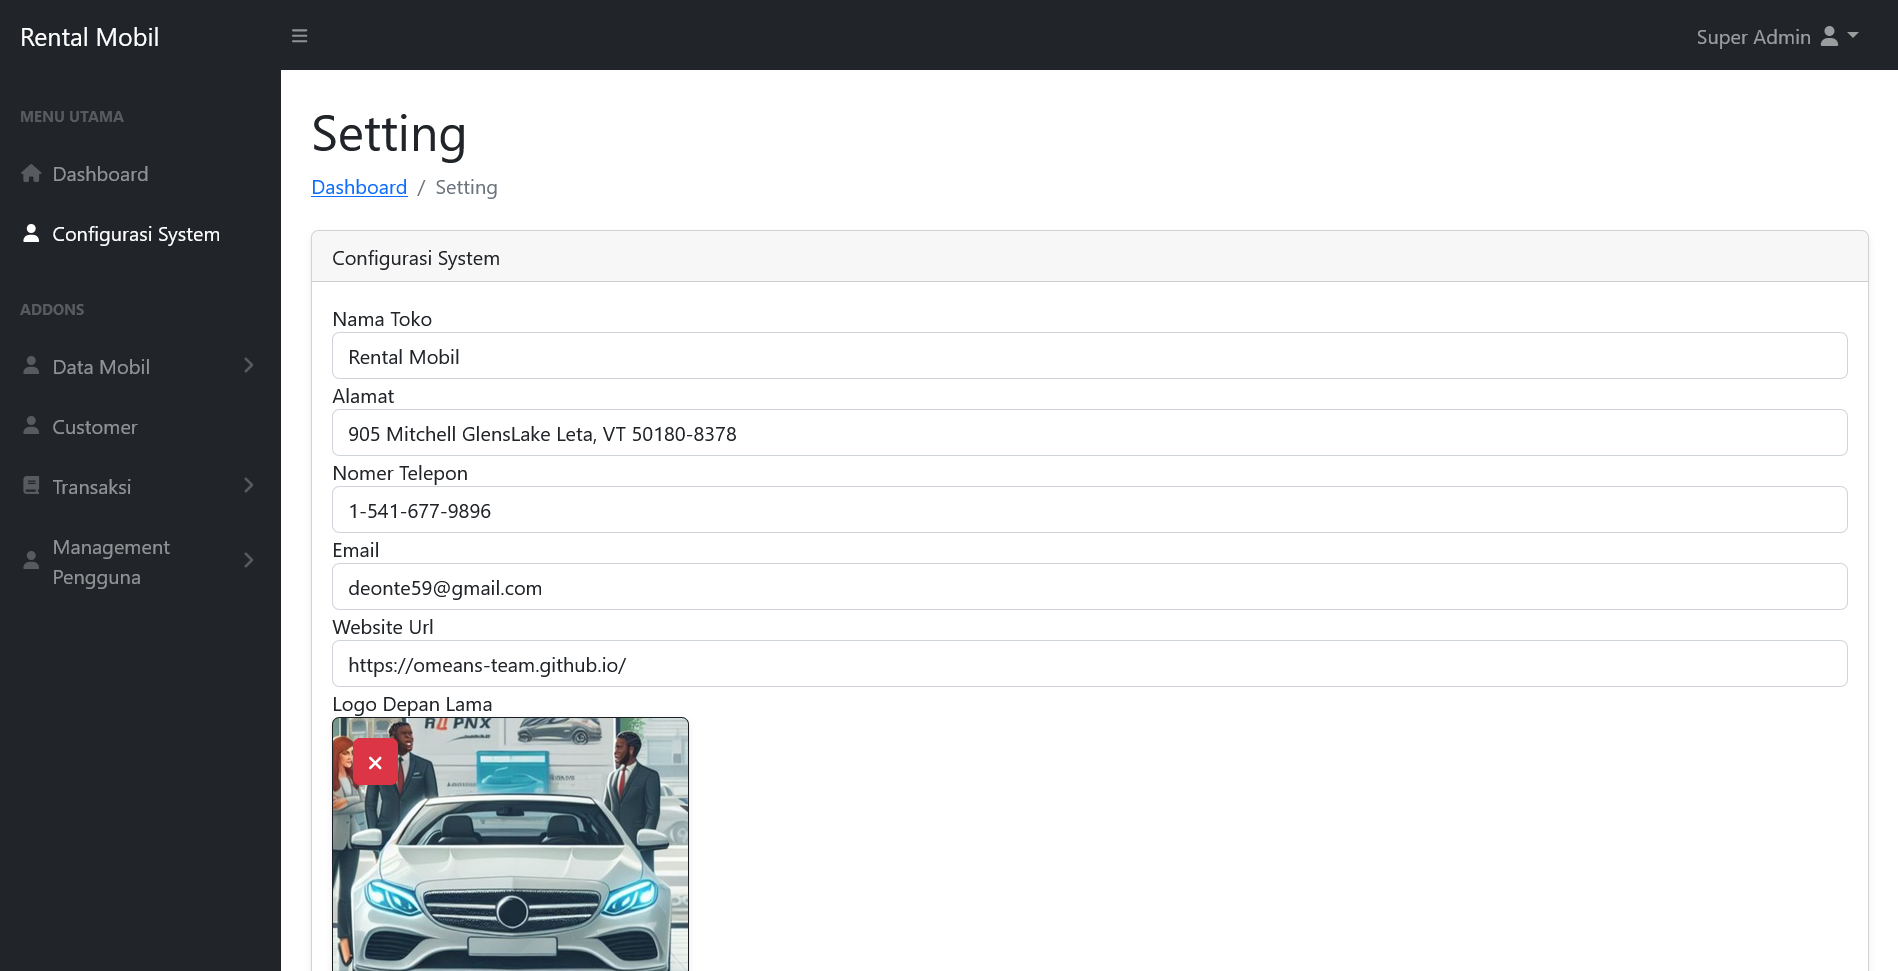 Rental Mobil
Super Admin
MENU UTAMA
Dashboard
Configurasi System
ADDONS
Data Mobil
Customer
Transaksi
Management
Pengguna
Setting
Dashboard / Setting
Configurasi System
Nama Toko
Rental Mobil
Alamat
905 Mitchell GlensLake Leta, VT 50180-8378
Nomer Telepon
1-541-677-9896
Email
deonte59@gmail.com
Website Url
https://omeans-team.github.io/
Logo Depan Lama